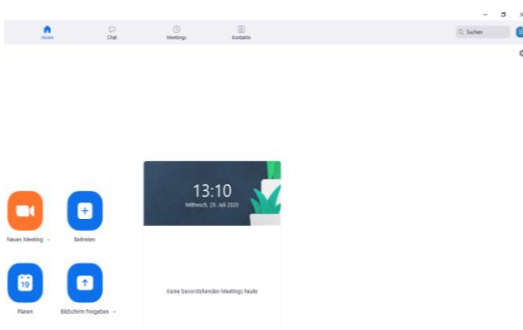 Home
Chat
Meetings
Kontakte
Suchen
13:10
Mittwoch, 29. Juli 2020
Neues Meeting
Beitreten
19
Planen
Bildschirm freigeben
Keine bevorstehenden Meetings heute